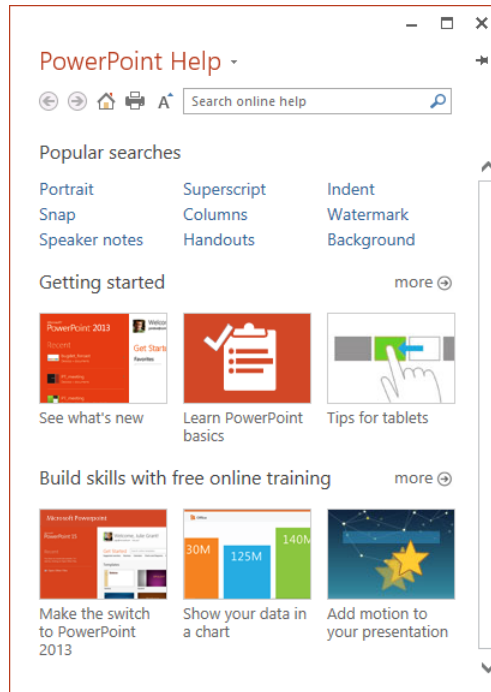 PowerPoint Help
Search online help
Popular searches
Portrait Superscript Indent
Snap Columns Watermark
Speaker notes Handouts Background
Getting started more
PowerPoint 2013
Recent
Get Start
See what's new Learn PowerPoint basics Tips for tablets
Build skills with free online training more
Microsoft Powerpoint
30M 125M 140M
Make the switch to PowerPoint 2013
Show your data in a chart
Add motion to your presentation